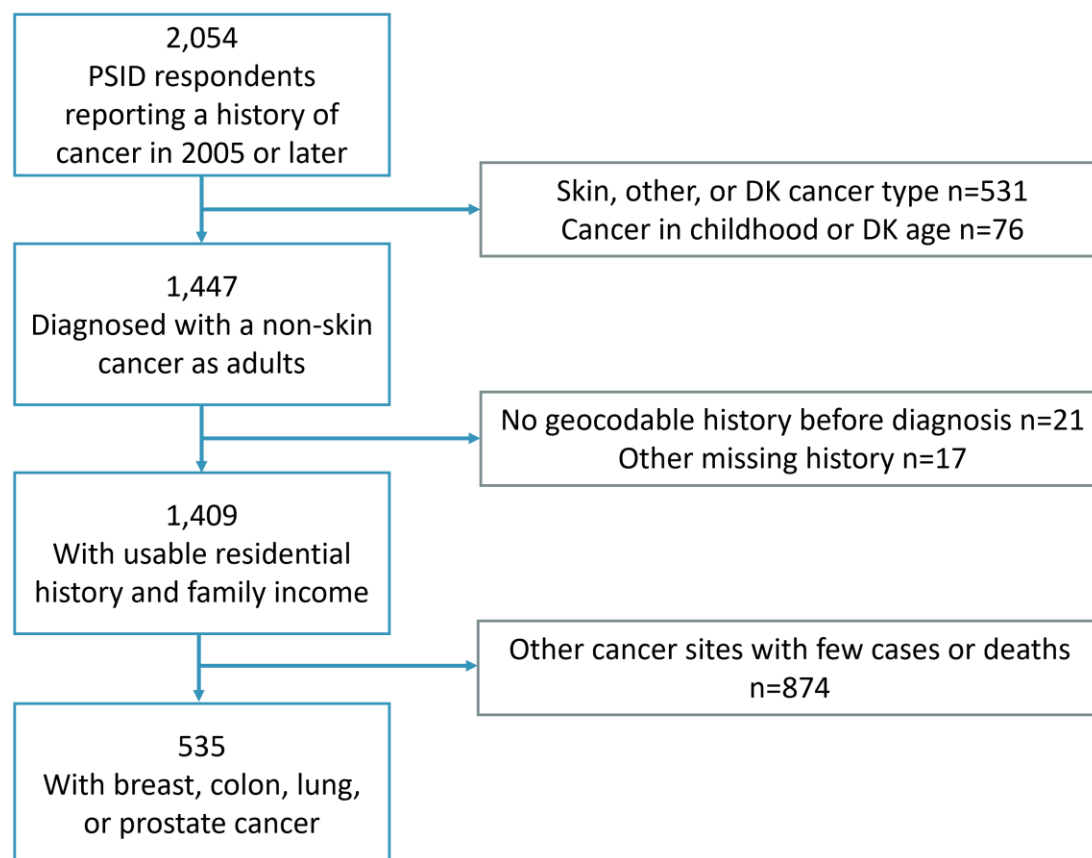 2,054
PSID respondents
reporting a history of
cancer in 2005 or later
Skin, other, or DK cancer type n=531
Cancer in childhood or DK age n=76
1,447
Diagnosed with a non-skin
cancer as adults
No geocodable history before diagnosis n=21
Other missing history n=17
1,409
With usable residential
history and family income
Other cancer sites with few cases or deaths
n=874
535
With breast, colon, lung,
or prostate cancer